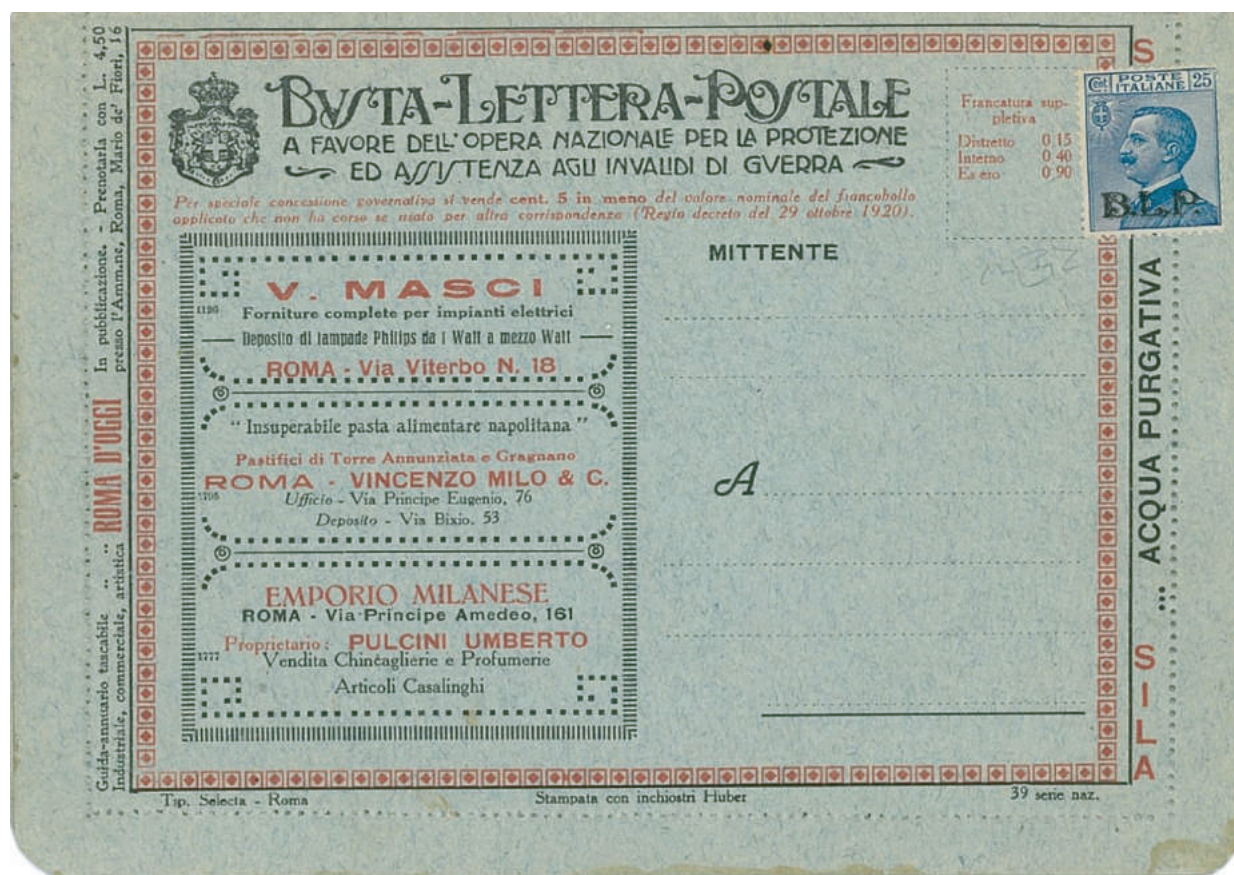 BUSTA-LETTERA-POSTALE
A FAVORE DELL'OPERA NAZIONALE PER LA PROTEZIONE
ED ASSISTENZA AGLI INVALIDI DI GVERRA
Per speciale concessione governativa si vende cent. 5 in meno del valore nominale del francobollo
applicato che non ha corso se usato per altra corrispondenza (Regio decreto del 29 ottobre 1920).
Francatura sup-
pletiva
Distretto 0,15
Interno 0 40
Es ero 0,90
Cent POSTE 25
ITALIANE
B.L.P.
MITTENTE
V. MASCI
1120 Forniture complete per impianti elettrici
Deposito di lampade Philips da 1 Watt a mezzo Watt
ROMA - Via Viterbo N. 18
"Insuperabile pasta alimentare napolitana"
Pastifici di Torre Annunziata e Gragnano
ROMA - VINCENZO MILO & C.
Ufficio - Via Principe Eugenio, 76
Deposito - Via Bixio, 53
EMPORIO MILANESE
ROMA - Via Principe Amedeo, 161
Proprietario: PULCINI UMBERTO
1777 Vendita Chincaglierie e Profumerie
Articoli Casalinghi
A
Tip. Selecta - Roma
Stampata con inchiostri Huber
39 serie naz.
Guida-annuario tascabile .. .. ROMA D'OGGI In pubblicazione. - Prenotarla con L. 4,50
Industriale, commerciale, artistica presso l'Amm.ne, Roma, Mario de' Fiori, 16
S
ACQUA PURGATIVA ...
SILA